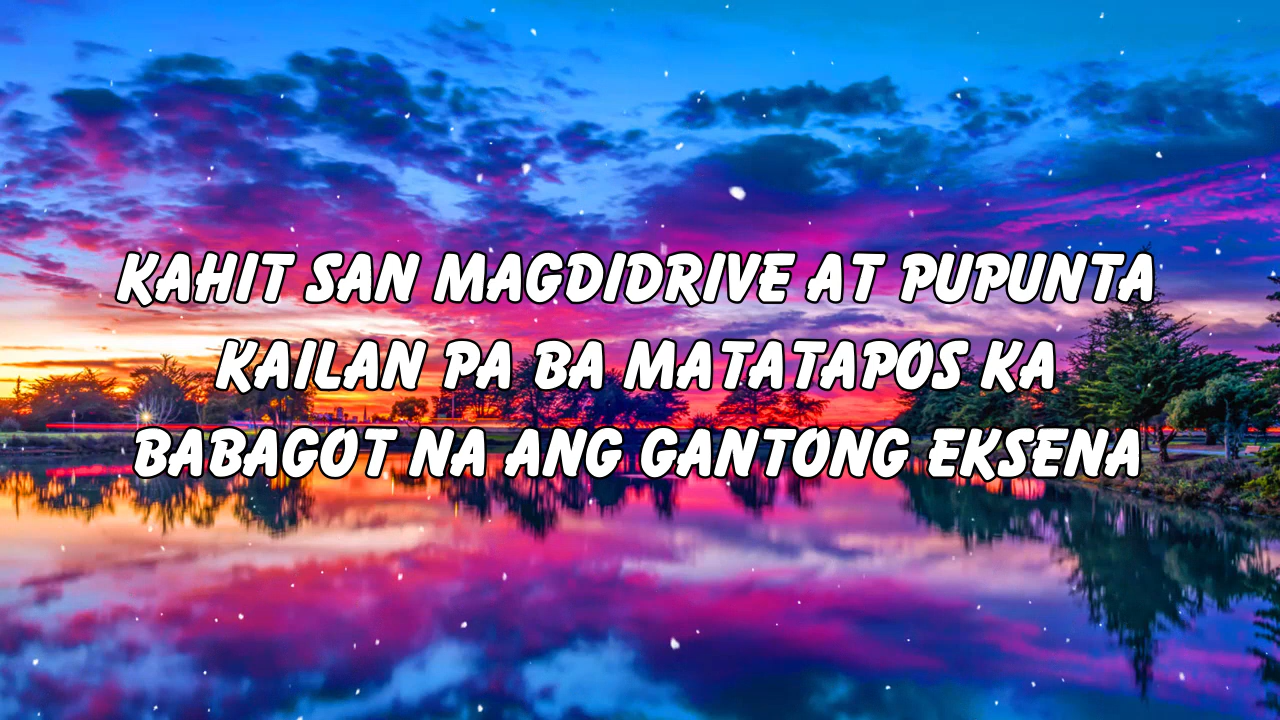 KAHIT SAN MAGDIDRIVE AT PUPUNTA
KAILAN PA BA MATATAPOS KA
BABAGOT NA ANG GANTONG EKSENA